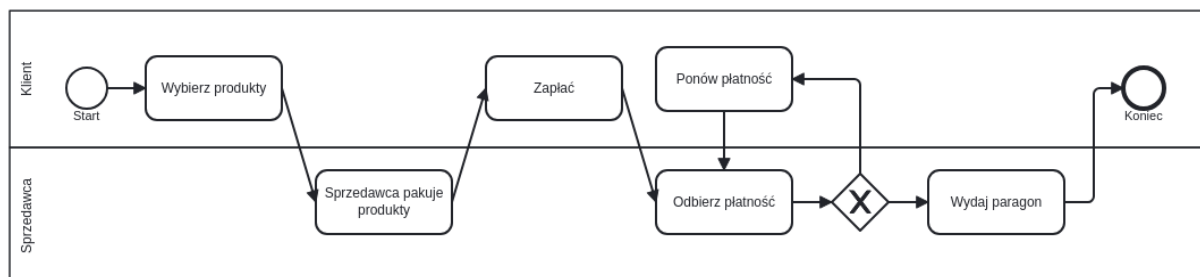 Klient
Start
Wybierz produkty
Zapłać
Ponów płatność
Koniec
Sprzedawca
Sprzedawca pakuje
produkty
Odbierz płatność
X
Wydaj paragon